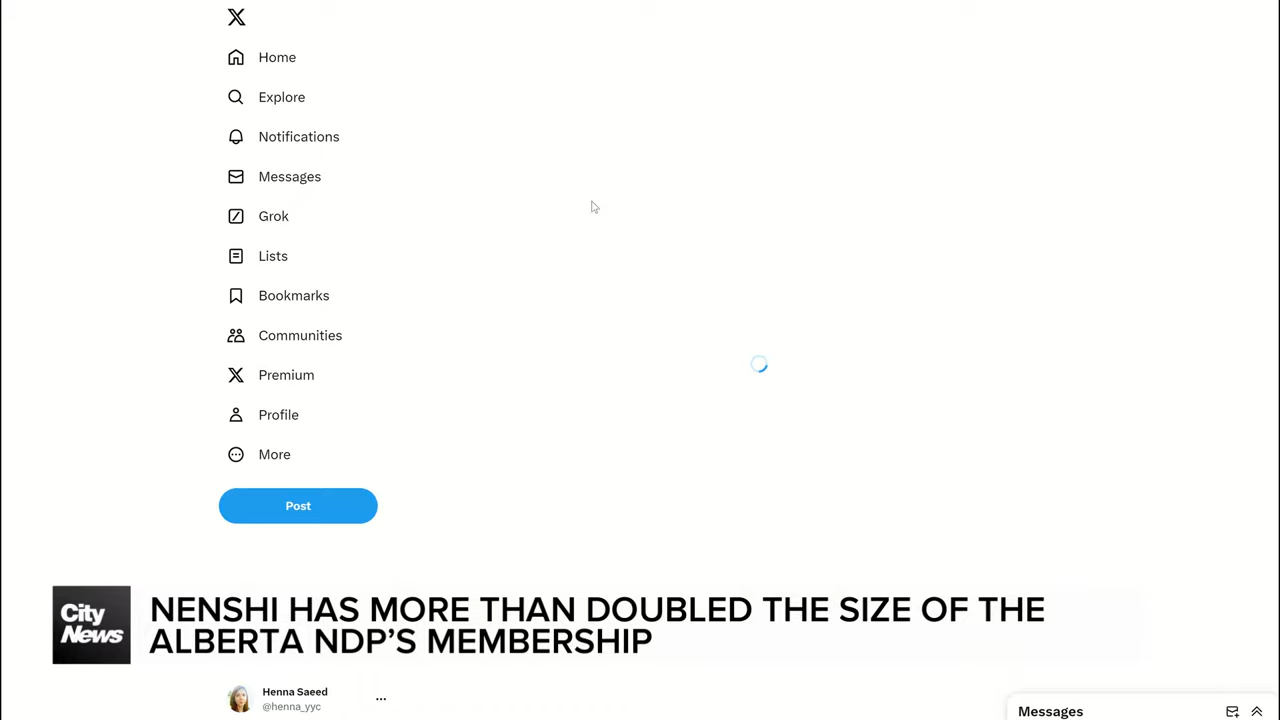 Home
Explore
Notifications
Messages
Grok
Lists
Bookmarks
Communities
Premium
Profile
More
Post
City
News
NENSHI HAS MORE THAN DOUBLED THE SIZE OF THE
ALBERTA NDP’S MEMBERSHIP
Henna Saeed
@henna_yyc
Messages